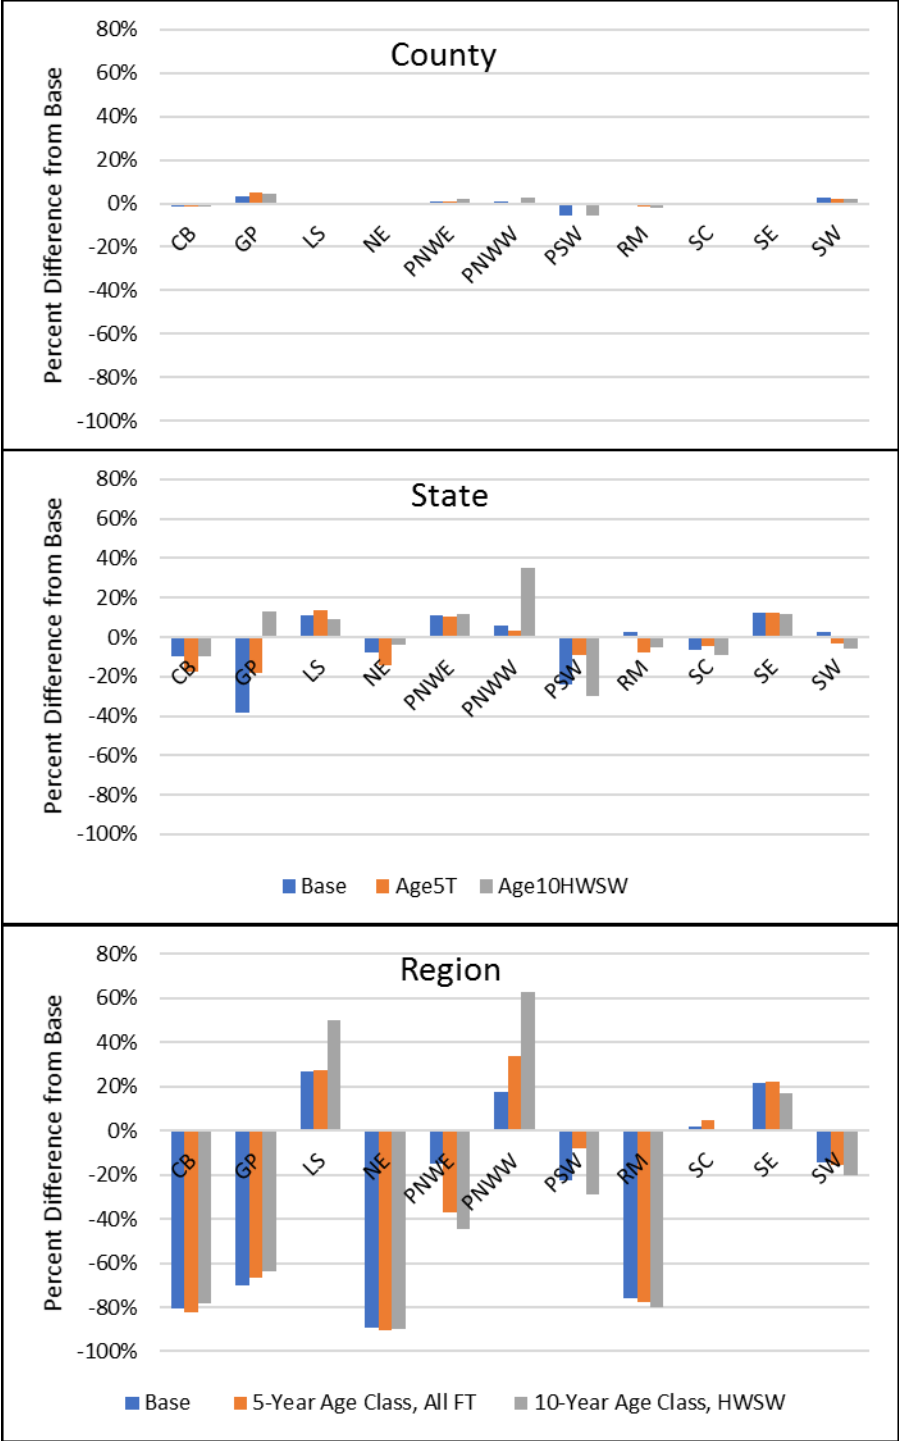 County
Percent Difference from Base
80%
60%
40%
20%
0%
-20%
-40%
-60%
-80%
-100%
CB GP LS NE PNWE PNWW PSW RM SC SE SW
State
Percent Difference from Base
80%
60%
40%
20%
0%
-20%
-40%
-60%
-80%
-100%
CB GP LS NE PNWE PNWW PSW RM SC SE SW
Base Age5T Age10HWSW
Region
Percent Difference from Base
80%
60%
40%
20%
0%
-20%
-40%
-60%
-80%
-100%
CB GP LS NE PNWE PNWW PSW RM SC SE SW
Base 5-Year Age Class, All FT 10-Year Age Class, HWSW